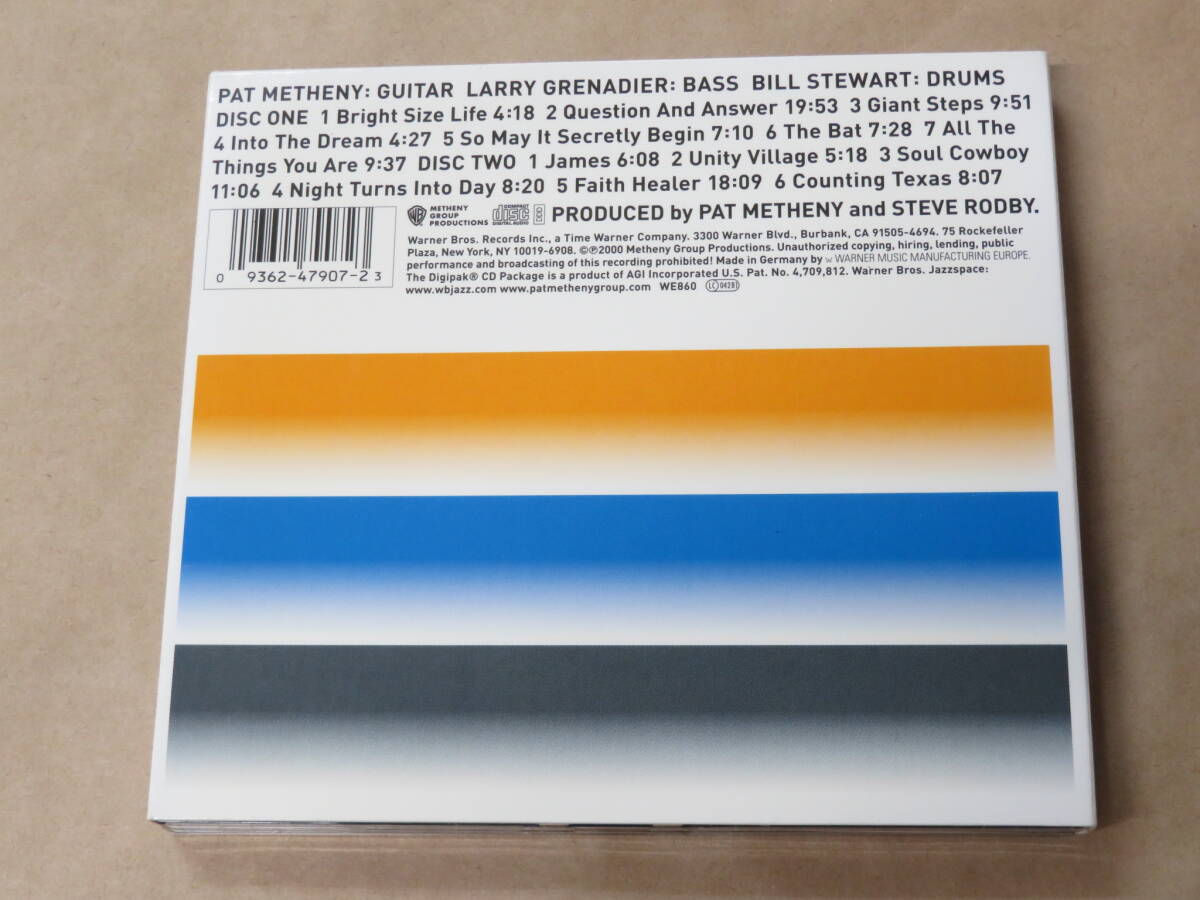 PAT METHENY: GUITAR LARRY GRENADIER: BASS BILL STEWART: DRUMS
DISC ONE 1 Bright Size Life 4:18 2 Question And Answer 19:53 3 Giant Steps 9:51
4 Into The Dream 4:27 5 So May It Secretly Begin 7:10 6 The Bat 7:28 7 All The
Things You Are 9:37 DISC TWO 1 James 6:08 2 Unity Village 5:18 3 Soul Cowboy
11:06 4 Night Turns Into Day 8:20 5 Faith Healer 18:09 6 Counting Texas 8:07
0 9362-47907-2 3
WB METHENY GROUP PRODUCTIONS
COMPACT disc DIGITAL AUDIO
DDD
PRODUCED by PAT METHENY and STEVE RODBY.
Warner Bros. Records Inc., a Time Warner Company. 3300 Warner Blvd., Burbank, CA 91505-4694. 75 Rockefeller
Plaza, New York, NY 10019-6908. ©℗2000 Metheny Group Productions. Unauthorized copying, hiring, lending, public
performance and broadcasting of this recording prohibited! Made in Germany by w WARNER MUSIC MANUFACTURING EUROPE.
The Digipak® CD Package is a product of AGI Incorporated U.S. Pat. No. 4,709,812. Warner Bros. Jazzspace:
www.wbjazz.com www.patmethenygroup.com WE860 LC 0428